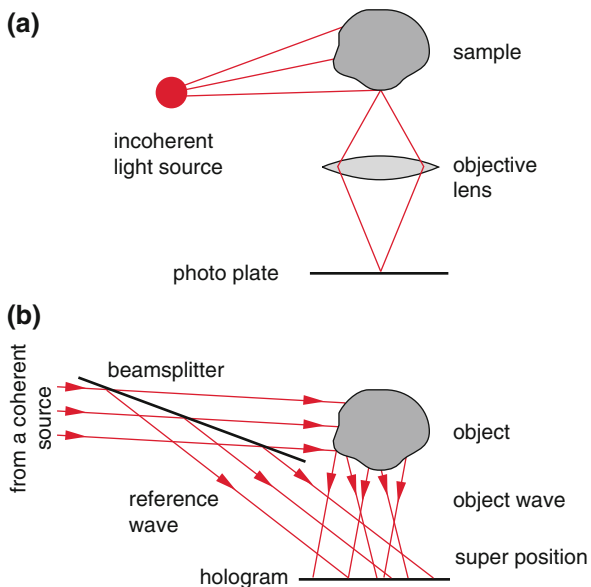 (a)
sample
incoherent
light source
objective
lens
photo plate
(b)
from a coherent
source
beamsplitter
object
reference
wave
object wave
super position
hologram